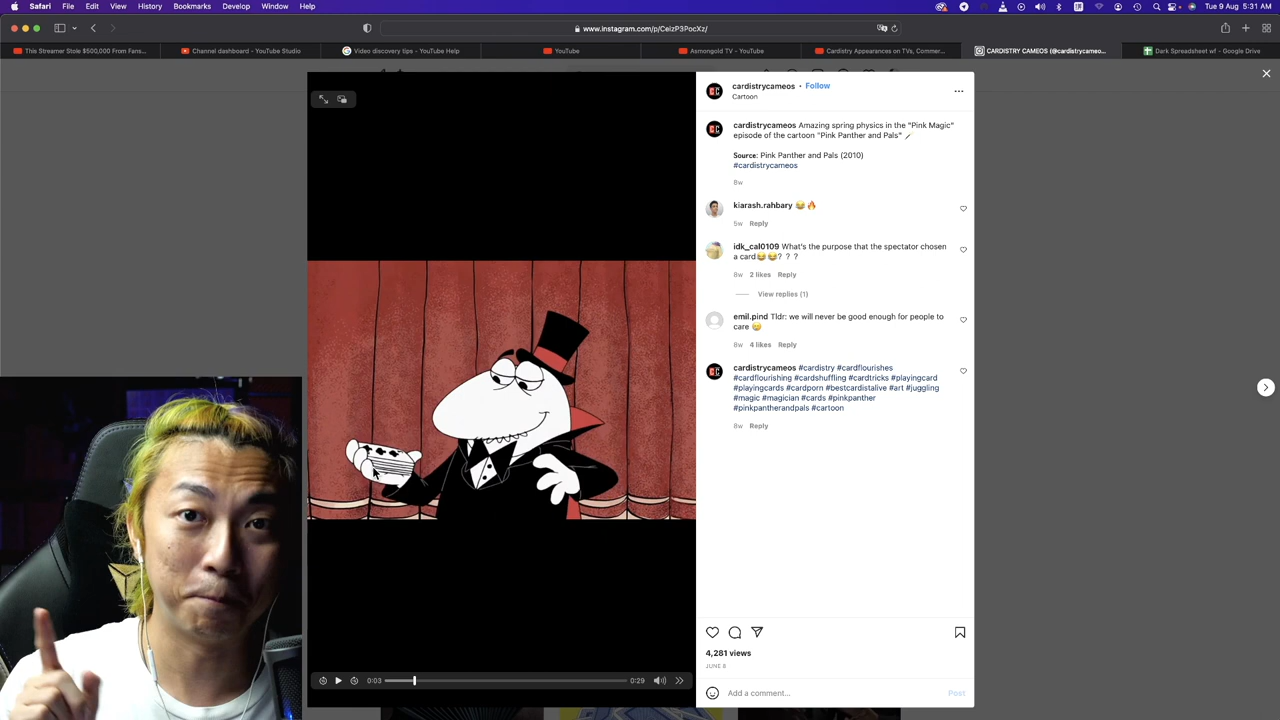 Safari File Edit View History Bookmarks Window Develop Help
Tue 9 Aug 5:31 AM
www.instagram.com/p/CeizP3PocXz/
This Streamer Stole $500,000 From Fans...
Channel dashboard - YouTube Studio
Video discovery tips - YouTube Help
YouTube
Asmongold TV - YouTube
Cardistry Appearances on TVs, Commer...
CARDISTRY CAMEOS (@cardistrycameo...
Dark Spreadsheet wf - Google Drive
cardistrycameos • Follow
Cartoon
cardistrycameos Amazing spring physics in the "Pink Magic"
episode of the cartoon "Pink Panther and Pals" 🪄
Source: Pink Panther and Pals (2010)
#cardistrycameos
8w
kiarash.rahbary 😂🔥
5w Reply
idk_cal0109 What's the purpose that the spectator chosen
a card😂😂? ? ?
8w 2 likes Reply
View replies (1)
emil.pind Tldr: we will never be good enough for people to
care 😔
8w 4 likes Reply
cardistrycameos #cardistry #cardflourishes
#cardflourishing #cardshuffling #cardtricks #playingcard
#playingcards #cardporn #bestcardistalive #art #juggling
#magic #magician #cards #pinkpanther
#pinkpantherandpals #cartoon
8w Reply
0:03
0:29
4,281 views
JUNE 8
Add a comment...
Post